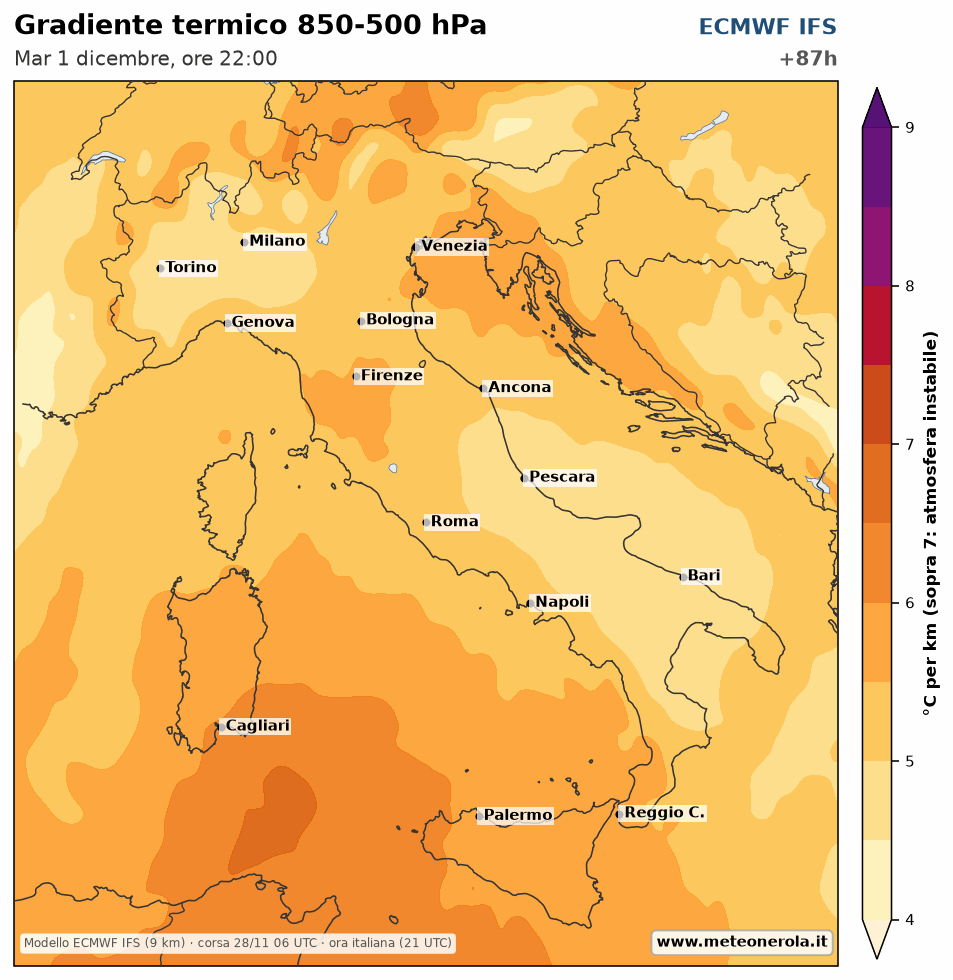 Gradiente termico 850-500 hPa
ECMWF IFS
Mar 1 dicembre, ore 22:00
+87h
Milano
Venezia
Torino
Genova
Bologna
Firenze
Ancona
Pescara
Roma
Bari
Napoli
Cagliari
Palermo
Reggio C.
9
8
7
6
5
4
°C per km (sopra 7: atmosfera instabile)
Modello ECMWF IFS (9 km) · corsa 28/11 06 UTC · ora italiana (21 UTC)
www.meteonerola.it